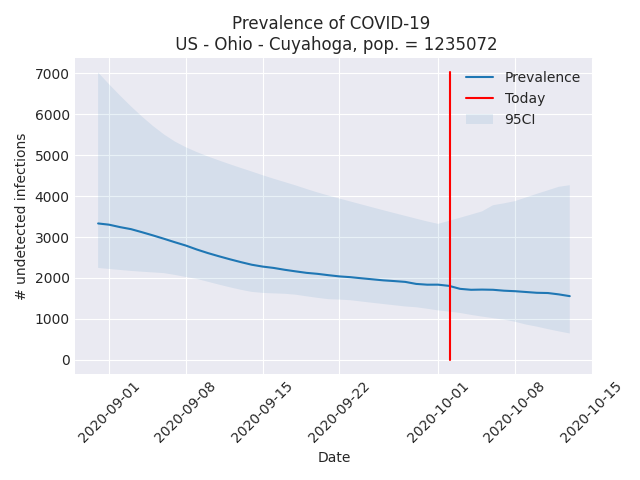 Prevalence of COVID-19
US - Ohio - Cuyahoga, pop. = 1235072
7000
6000
5000
4000
3000
2000
1000
0
# undetected infections
Prevalence
Today
95CI
2020-09-01
2020-09-08
2020-09-15
2020-09-22
2020-10-01
2020-10-08
2020-10-15
Date